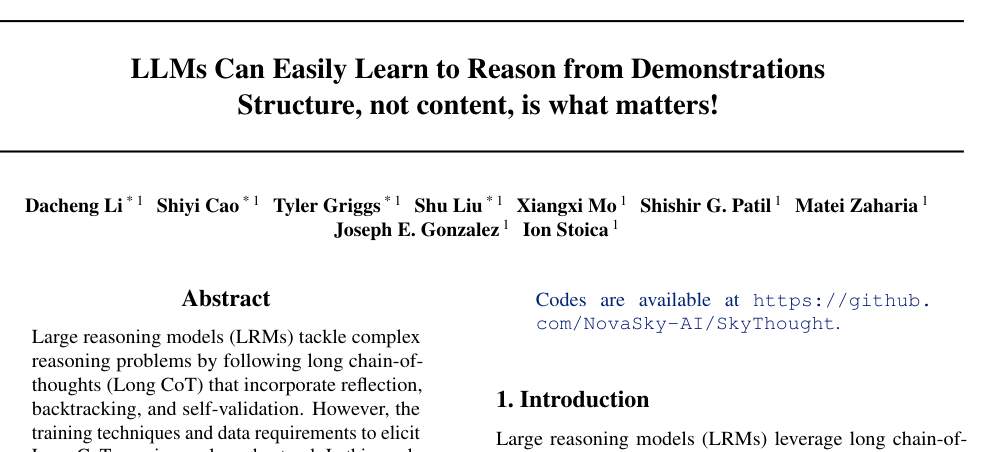 LLMs Can Easily Learn to Reason from Demonstrations
Structure, not content, is what matters!
Dacheng Li * 1 Shiyi Cao * 1 Tyler Griggs * 1 Shu Liu * 1 Xiangxi Mo 1 Shishir G. Patil 1 Matei Zaharia 1
Joseph E. Gonzalez 1 Ion Stoica 1
Abstract
Large reasoning models (LRMs) tackle complex
reasoning problems by following long chain-of-
thoughts (Long CoT) that incorporate reflection,
backtracking, and self-validation. However, the
training techniques and data requirements to elicit
Codes are available at https://github.
com/NovaSky-AI/SkyThought.
1. Introduction
Large reasoning models (LRMs) leverage long chain-of-